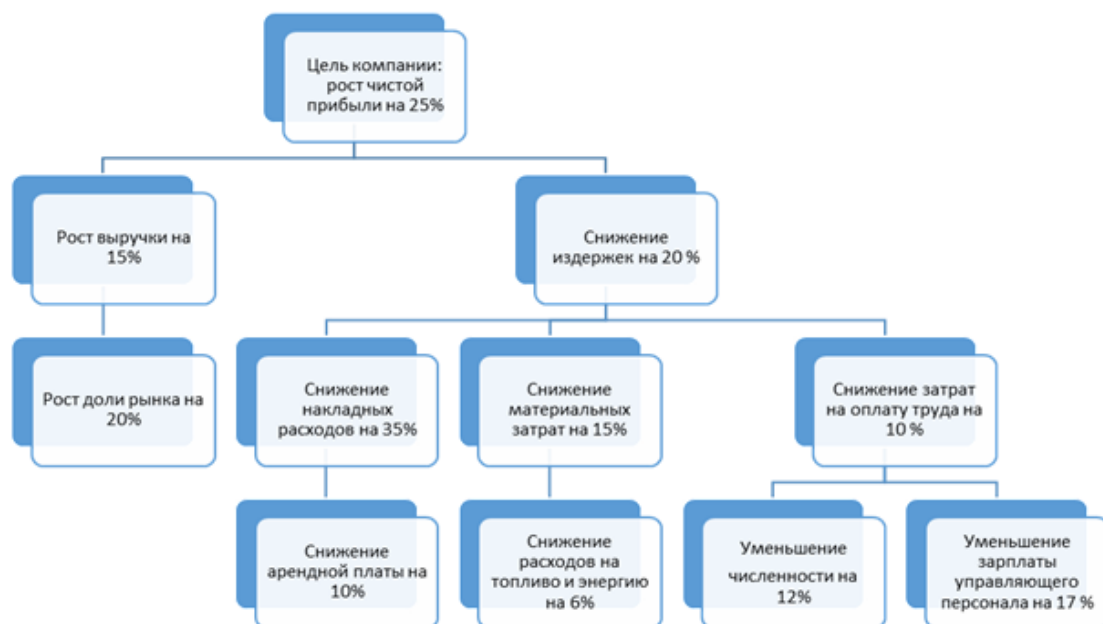 Цель компании:
рост чистой
прибыли на 25%
Рост выручки на
15%
Снижение
издержек на 20 %
Рост доли рынка на
20%
Снижение
накладных
расходов на 35%
Снижение
материальных
затрат на 15%
Снижение затрат
на оплату труда на
10 %
Снижение
арендной платы на
10%
Снижение
расходов на
топливо и энергию
на 6%
Уменьшение
численности на
12%
Уменьшение
зарплаты
управляющего
персонала на 17 %